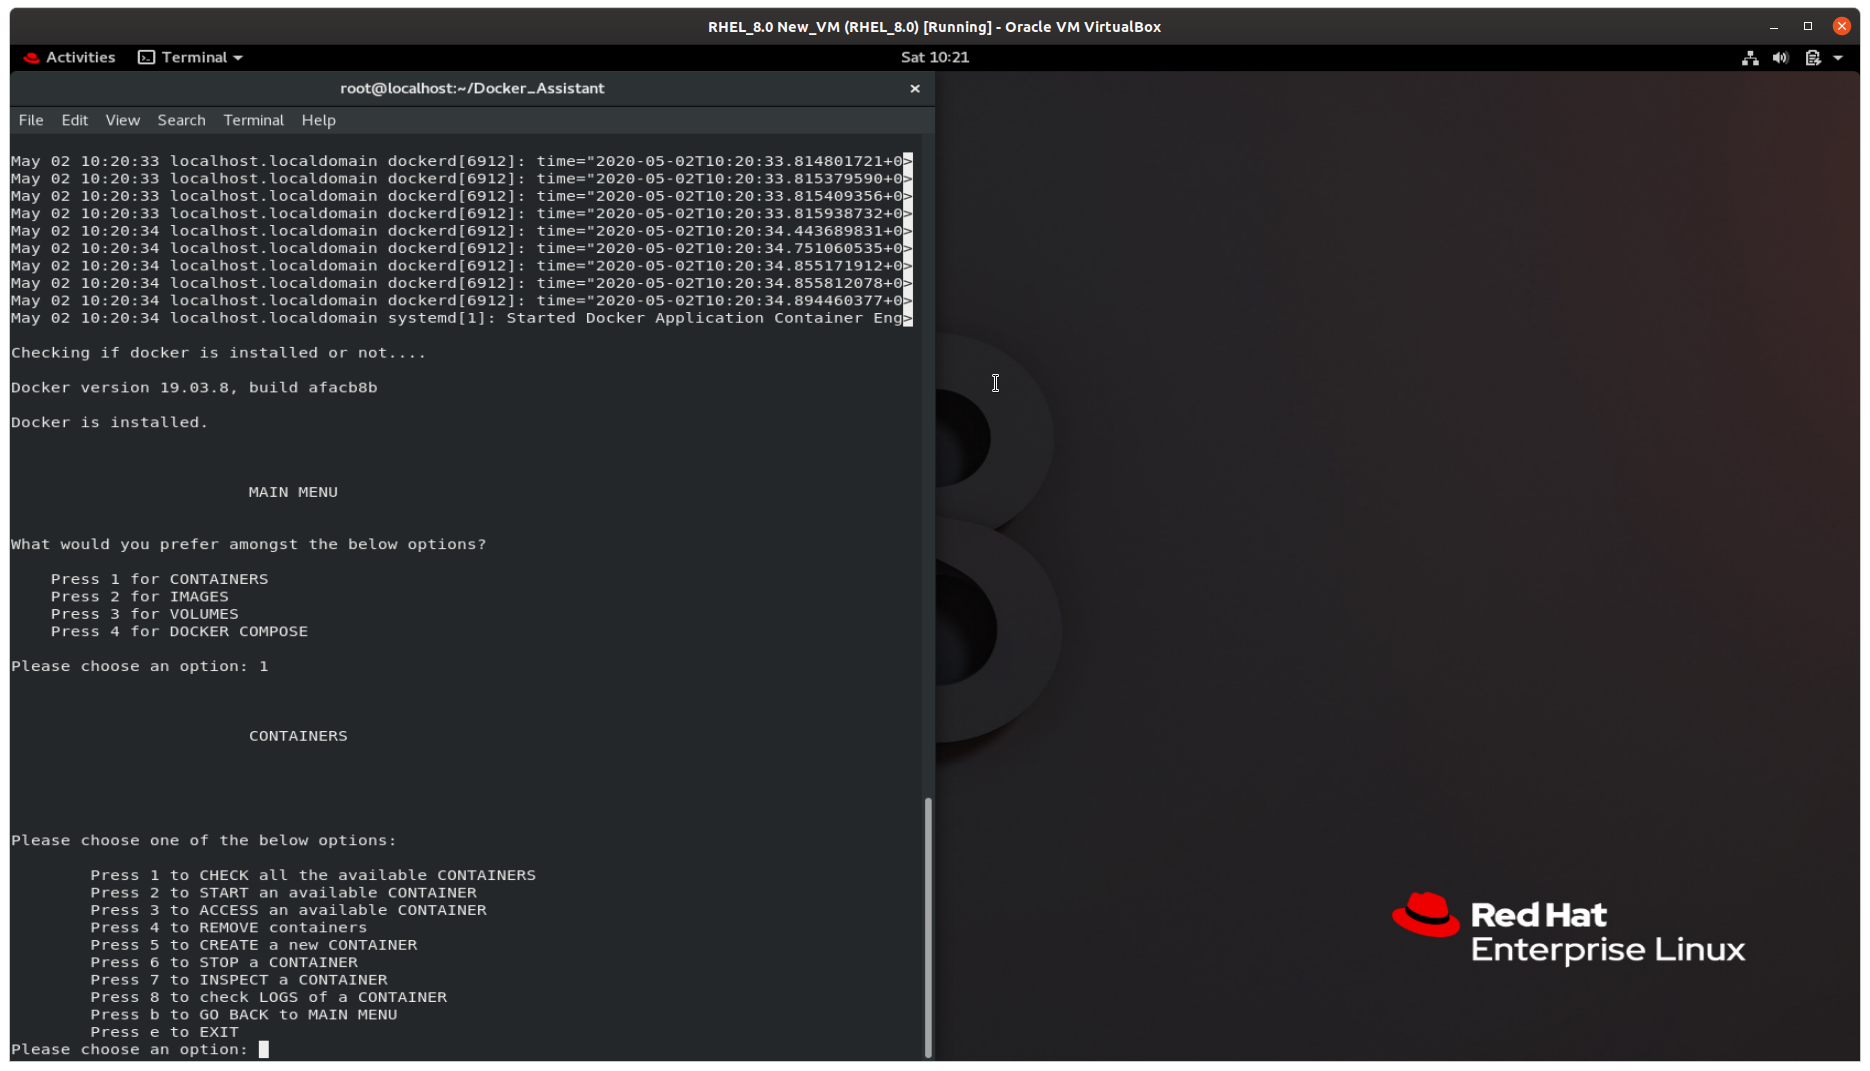 RHEL_8.0 New_VM (RHEL_8.0) [Running] - Oracle VM VirtualBox
Activities Terminal Sat 10:21
root@localhost:~/Docker_Assistant
File Edit View Search Terminal Help
May 02 10:20:33 localhost.localdomain dockerd[6912]: time="2020-05-02T10:20:33.814801721+0>
May 02 10:20:33 localhost.localdomain dockerd[6912]: time="2020-05-02T10:20:33.815379590+0>
May 02 10:20:33 localhost.localdomain dockerd[6912]: time="2020-05-02T10:20:33.815409356+0>
May 02 10:20:33 localhost.localdomain dockerd[6912]: time="2020-05-02T10:20:33.815938732+0>
May 02 10:20:34 localhost.localdomain dockerd[6912]: time="2020-05-02T10:20:34.443689831+0>
May 02 10:20:34 localhost.localdomain dockerd[6912]: time="2020-05-02T10:20:34.751060535+0>
May 02 10:20:34 localhost.localdomain dockerd[6912]: time="2020-05-02T10:20:34.855171912+0>
May 02 10:20:34 localhost.localdomain dockerd[6912]: time="2020-05-02T10:20:34.855812078+0>
May 02 10:20:34 localhost.localdomain dockerd[6912]: time="2020-05-02T10:20:34.894460377+0>
May 02 10:20:34 localhost.localdomain systemd[1]: Started Docker Application Container Eng>
Checking if docker is installed or not....
Docker version 19.03.8, build afacb8b
Docker is installed.
MAIN MENU
What would you prefer amongst the below options?
Press 1 for CONTAINERS
Press 2 for IMAGES
Press 3 for VOLUMES
Press 4 for DOCKER COMPOSE
Please choose an option: 1
CONTAINERS
Please choose one of the below options:
Press 1 to CHECK all the available CONTAINERS
Press 2 to START an available CONTAINER
Press 3 to ACCESS an available CONTAINER
Press 4 to REMOVE containers
Press 5 to CREATE a new CONTAINER
Press 6 to STOP a CONTAINER
Press 7 to INSPECT a CONTAINER
Press 8 to check LOGS of a CONTAINER
Press b to GO BACK to MAIN MENU
Press e to EXIT
Please choose an option:
Red Hat
Enterprise Linux